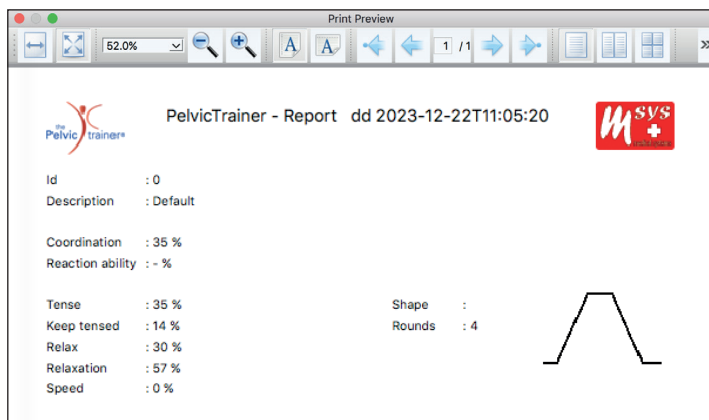 Print Preview
52.0%
A
A
1 / 1
»
the
Pelvic trainer®
PelvicTrainer - Report dd 2023-12-22T11:05:20
Msys
Id : 0
Description : Default
Coordination : 35 %
Reaction ability : - %
Tense : 35 %
Shape :
Keep tensed : 14 %
Rounds : 4
Relax : 30 %
Relaxation : 57 %
Speed : 0 %